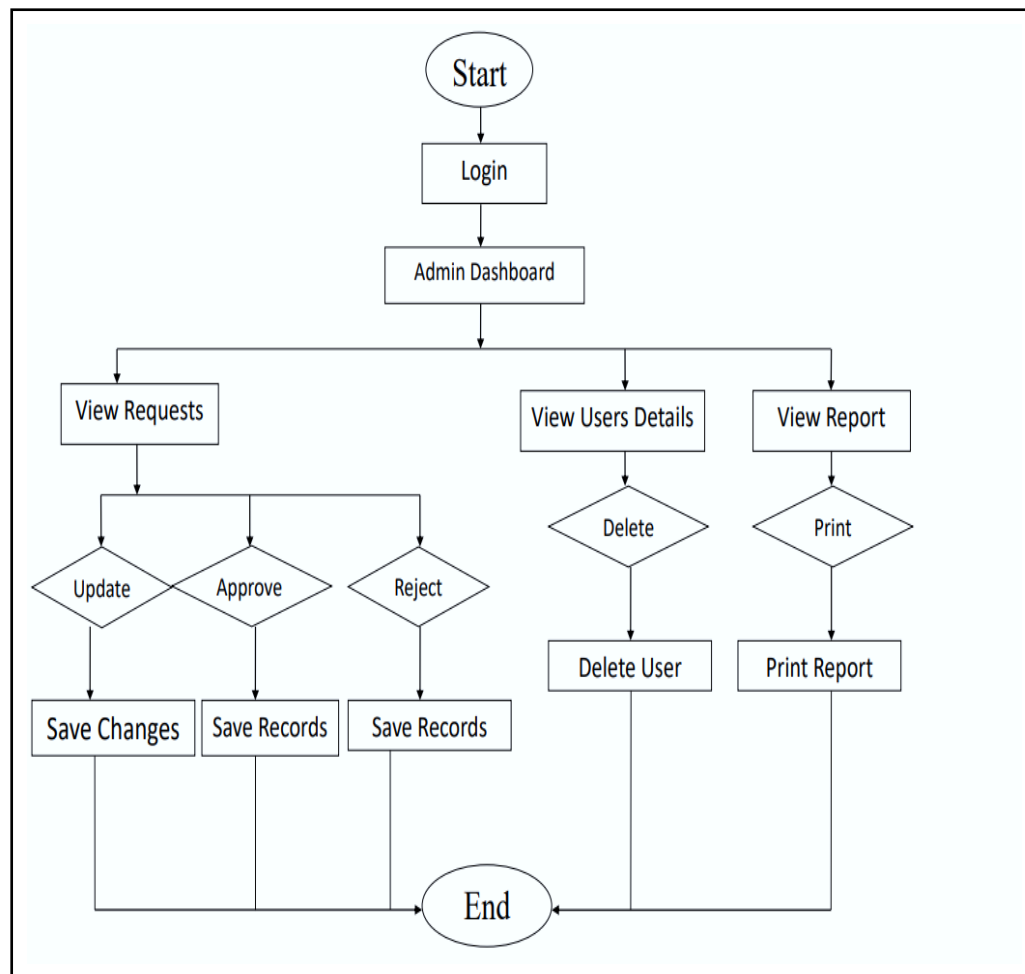 Start
Login
Admin Dashboard
View Requests
View Users Details
View Report
Delete
Print
Update
Approve
Reject
Delete User
Print Report
Save Changes
Save Records
Save Records
End